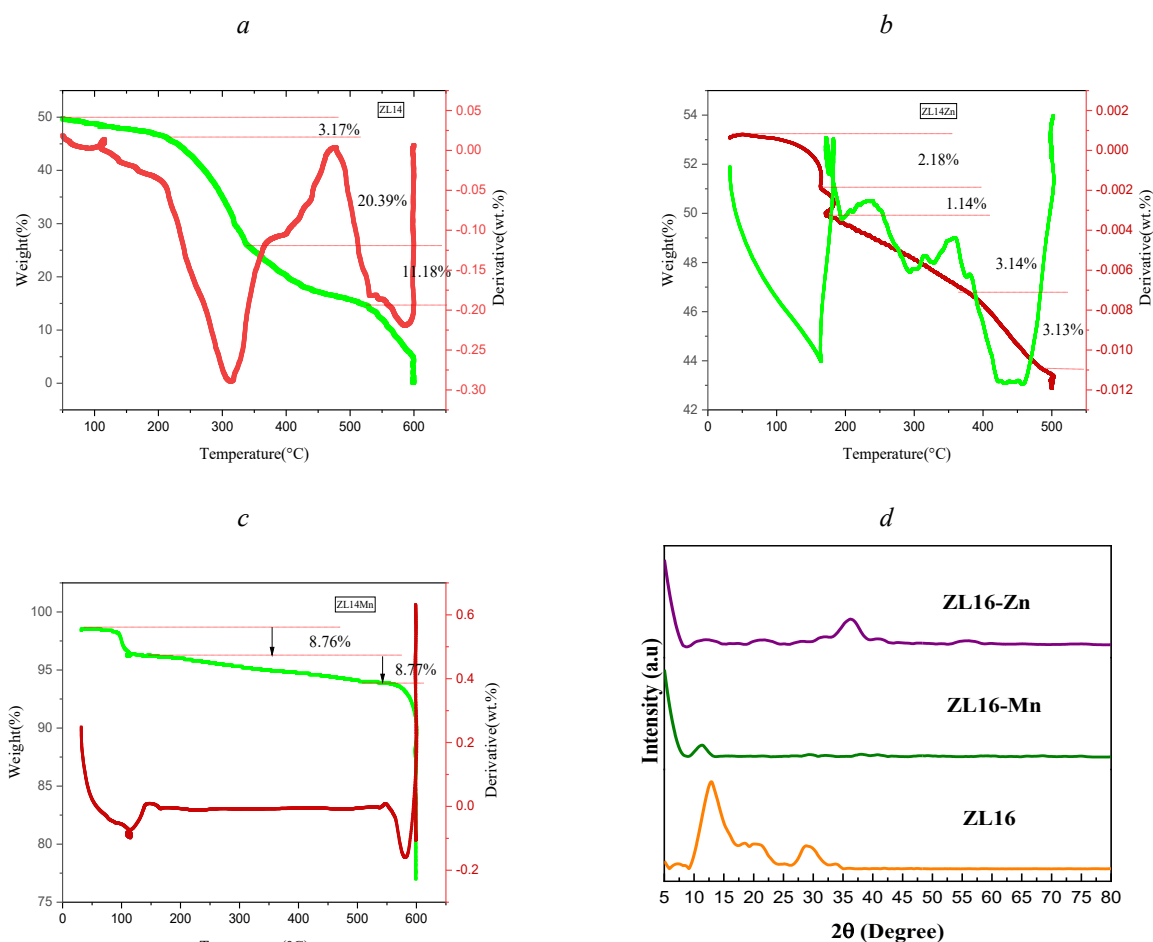 a
b
ZL14
3.17%
20.39%
11.18%
50
40
30
20
10
0
0.05
0.00
-0.05
-0.10
-0.15
-0.20
-0.25
-0.30
100 200 300 400 500 600
Weight(%)
Derivative(wt.%)
Temperature(°C)
ZL14Zn
2.18%
1.14%
3.14%
3.13%
54
52
50
48
46
44
42
0.002
0.000
-0.002
-0.004
-0.006
-0.008
-0.010
-0.012
0 100 200 300 400 500
Weight(%)
Derivative(wt.%)
Temperature(°C)
c
d
ZL14Mn
8.76%
8.77%
100
95
90
85
80
75
0.6
0.4
0.2
0.0
-0.2
0 100 200 300 400 500 600
Weight(%)
Derivative(wt.%)
ZL16-Zn
ZL16-Mn
ZL16
Intensity (a.u)
5 10 15 20 25 30 35 40 45 50 55 60 65 70 75 80
2θ (Degree)